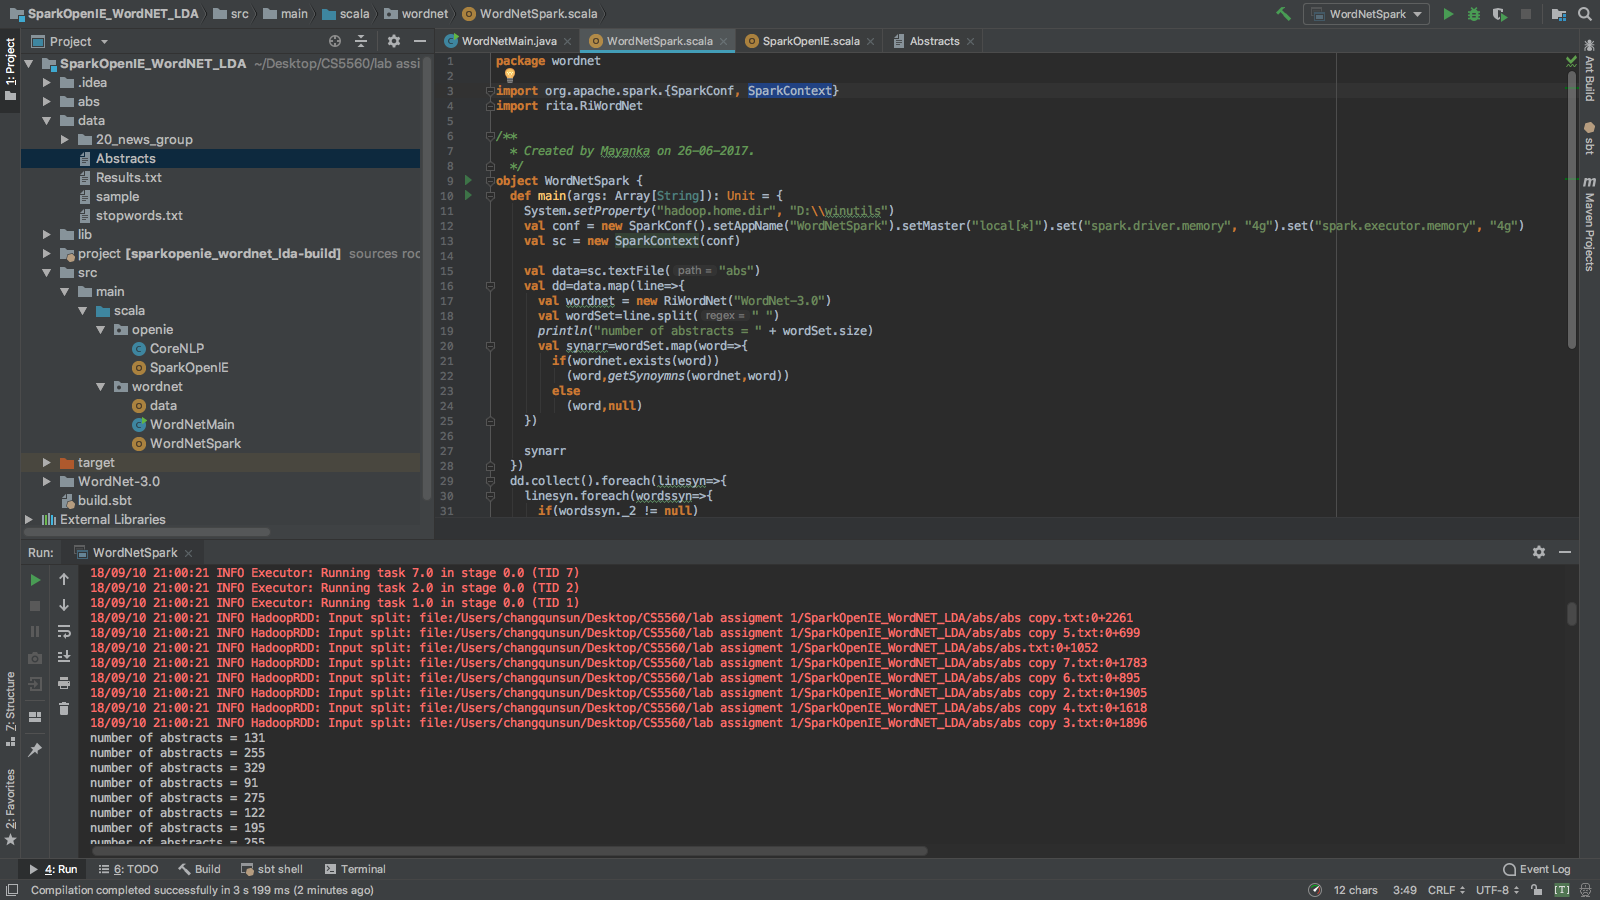 SparkOpenIE_WordNET_LDA src main scala wordnet WordNetSpark.scala WordNetSpark
Project WordNetMain.java WordNetSpark.scala SparkOpenIE.scala Abstracts
1: Project
SparkOpenIE_WordNET_LDA ~/Desktop/CS5560/lab assi
.idea
abs
data
20_news_group
Abstracts
Results.txt
sample
stopwords.txt
lib
project [sparkopenie_wordnet_lda-build] sources roo
src
main
scala
openie
CoreNLP
SparkOpenIE
wordnet
data
WordNetMain
WordNetSpark
target
WordNet-3.0
build.sbt
External Libraries
1 package wordnet
2
3 import org.apache.spark.{SparkConf, SparkContext}
4 import rita.RiWordNet
5
6 /**
7 * Created by Mayanka on 26-06-2017.
8 */
9 object WordNetSpark {
10 def main(args: Array[String]): Unit = {
11 System.setProperty("hadoop.home.dir", "D:\\winutils")
12 val conf = new SparkConf().setAppName("WordNetSpark").setMaster("local[*]").set("spark.driver.memory", "4g").set("spark.executor.memory", "4g")
13 val sc = new SparkContext(conf)
14
15 val data=sc.textFile( path = "abs")
16 val dd=data.map(line=>{
17 val wordnet = new RiWordNet("WordNet-3.0")
18 val wordSet=line.split( regex = " ")
19 println("number of abstracts = " + wordSet.size)
20 val synarr=wordSet.map(word=>{
21 if(wordnet.exists(word))
22 (word,getSynoymns(wordnet,word))
23 else
24 (word,null)
25 })
26
27 synarr
28 })
29 dd.collect().foreach(linesyn=>{
30 linesyn.foreach(wordssyn=>{
31 if(wordssyn._2 != null)
Ant Build
sbt
m Maven Projects
Run: WordNetSpark
18/09/10 21:00:21 INFO Executor: Running task 7.0 in stage 0.0 (TID 7)
18/09/10 21:00:21 INFO Executor: Running task 2.0 in stage 0.0 (TID 2)
18/09/10 21:00:21 INFO Executor: Running task 1.0 in stage 0.0 (TID 1)
18/09/10 21:00:21 INFO HadoopRDD: Input split: file:/Users/changqunsun/Desktop/CS5560/lab assigment 1/SparkOpenIE_WordNET_LDA/abs/abs copy.txt:0+2261
18/09/10 21:00:21 INFO HadoopRDD: Input split: file:/Users/changqunsun/Desktop/CS5560/lab assigment 1/SparkOpenIE_WordNET_LDA/abs/abs copy 5.txt:0+699
18/09/10 21:00:21 INFO HadoopRDD: Input split: file:/Users/changqunsun/Desktop/CS5560/lab assigment 1/SparkOpenIE_WordNET_LDA/abs/abs.txt:0+1052
18/09/10 21:00:21 INFO HadoopRDD: Input split: file:/Users/changqunsun/Desktop/CS5560/lab assigment 1/SparkOpenIE_WordNET_LDA/abs/abs copy 7.txt:0+1783
18/09/10 21:00:21 INFO HadoopRDD: Input split: file:/Users/changqunsun/Desktop/CS5560/lab assigment 1/SparkOpenIE_WordNET_LDA/abs/abs copy 6.txt:0+895
18/09/10 21:00:21 INFO HadoopRDD: Input split: file:/Users/changqunsun/Desktop/CS5560/lab assigment 1/SparkOpenIE_WordNET_LDA/abs/abs copy 2.txt:0+1905
18/09/10 21:00:21 INFO HadoopRDD: Input split: file:/Users/changqunsun/Desktop/CS5560/lab assigment 1/SparkOpenIE_WordNET_LDA/abs/abs copy 4.txt:0+1618
18/09/10 21:00:21 INFO HadoopRDD: Input split: file:/Users/changqunsun/Desktop/CS5560/lab assigment 1/SparkOpenIE_WordNET_LDA/abs/abs copy 3.txt:0+1896
number of abstracts = 131
number of abstracts = 255
number of abstracts = 329
number of abstracts = 91
number of abstracts = 275
number of abstracts = 122
number of abstracts = 195
number of abstracts = 255
Z: Structure
2: Favorites
4: Run 6: TODO Build sbt shell Terminal Event Log
Compilation completed successfully in 3 s 199 ms (2 minutes ago) 12 chars 3:49 CRLF UTF-8 [T]